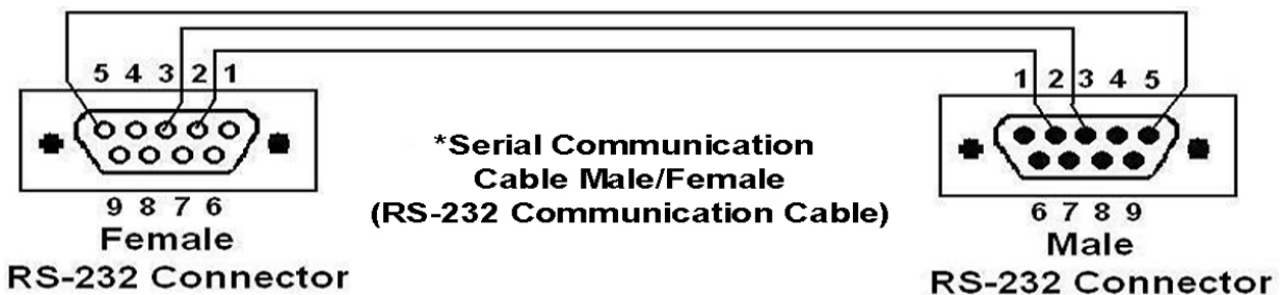 5 4 3 2 1
1 2 3 4 5
*Serial Communication
Cable Male/Female
(RS-232 Communication Cable)
9 8 7 6
Female
RS-232 Connector
6 7 8 9
Male
RS-232 Connector